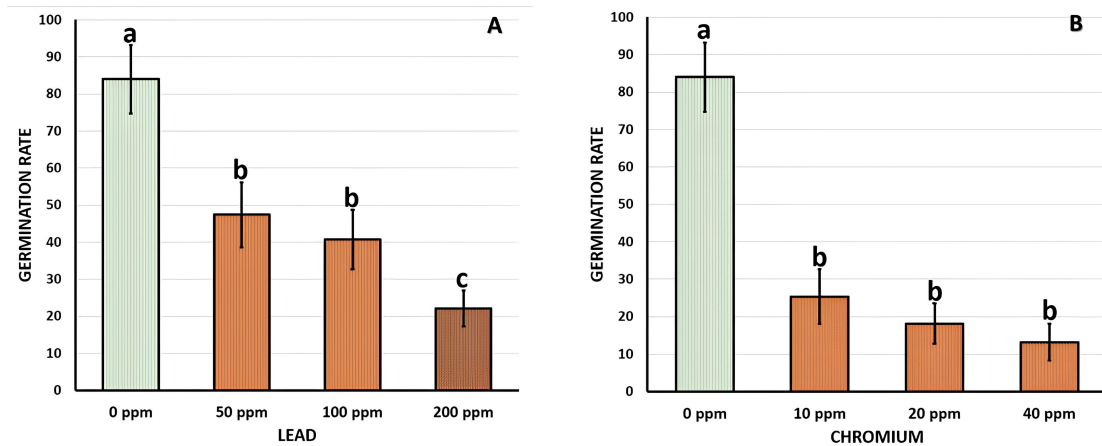 A
GERMINATION RATE
100
90
80
70
60
50
40
30
20
10
0
a
b
b
c
0 ppm
50 ppm
100 ppm
200 ppm
LEAD
B
GERMINATION RATE
100
90
80
70
60
50
40
30
20
10
0
a
b
b
b
0 ppm
10 ppm
20 ppm
40 ppm
CHROMIUM